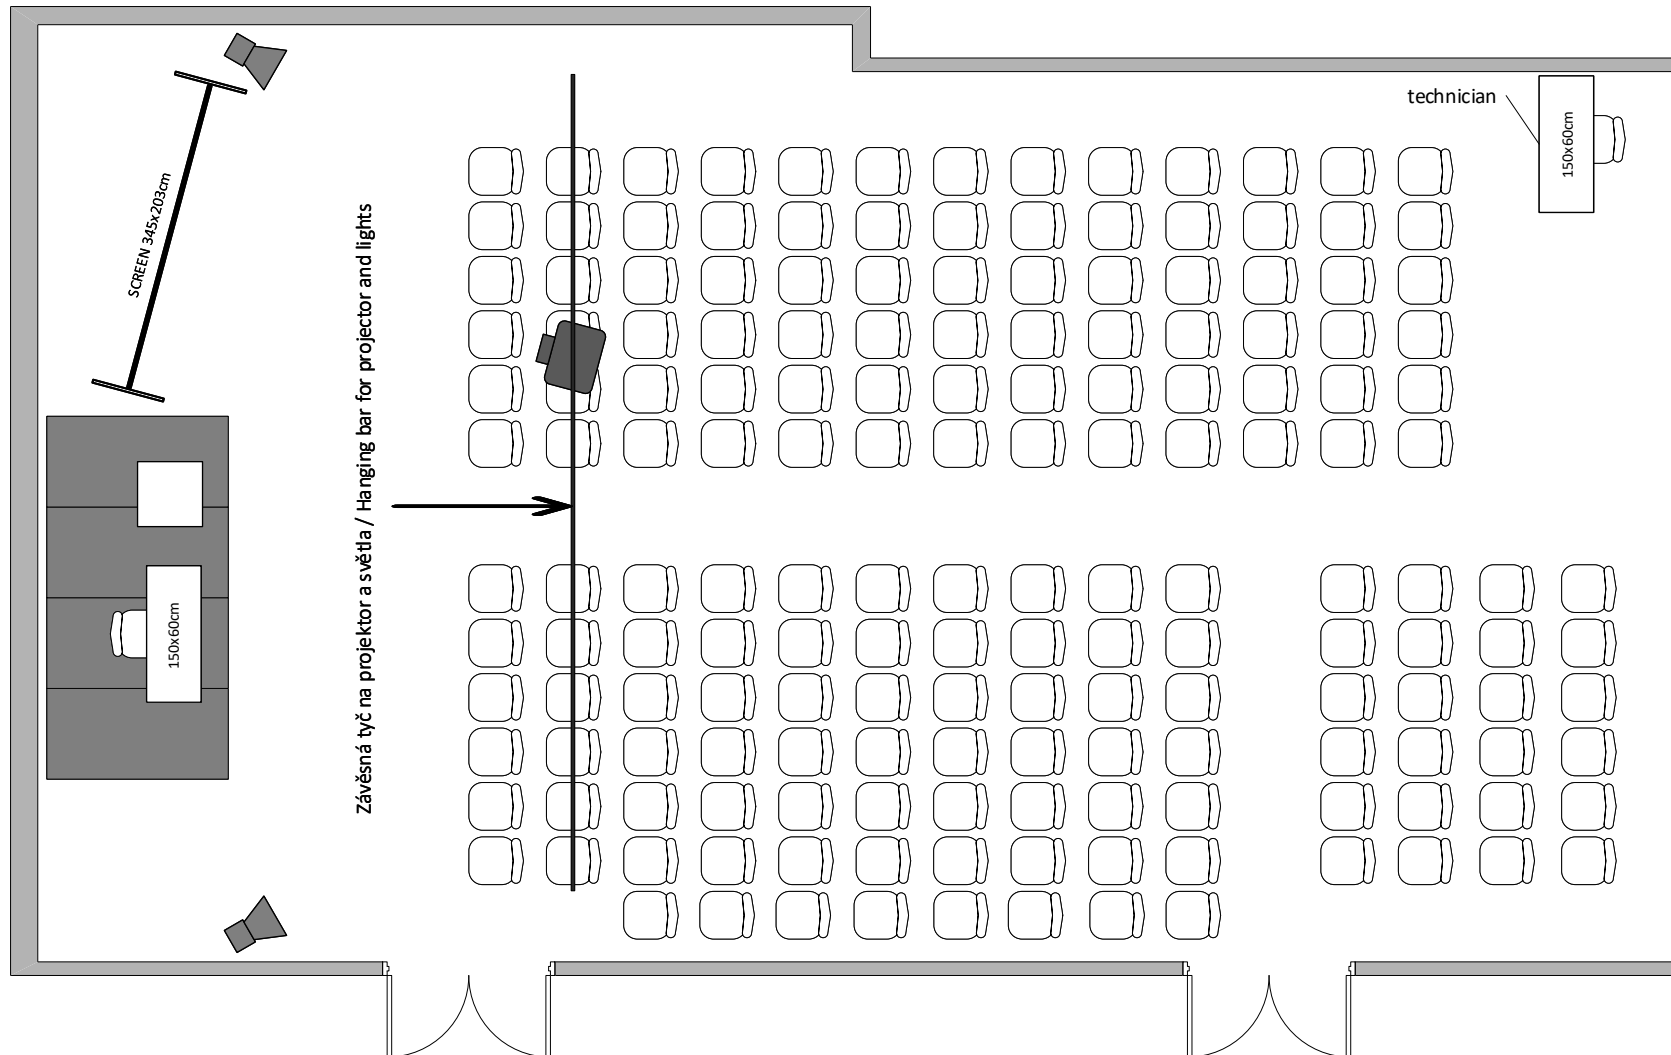 technician
150x60cm
SCREEN 345x203cm
Závěsná tyč na projektor a světla / Hanging bar for projector and lights
150x60cm